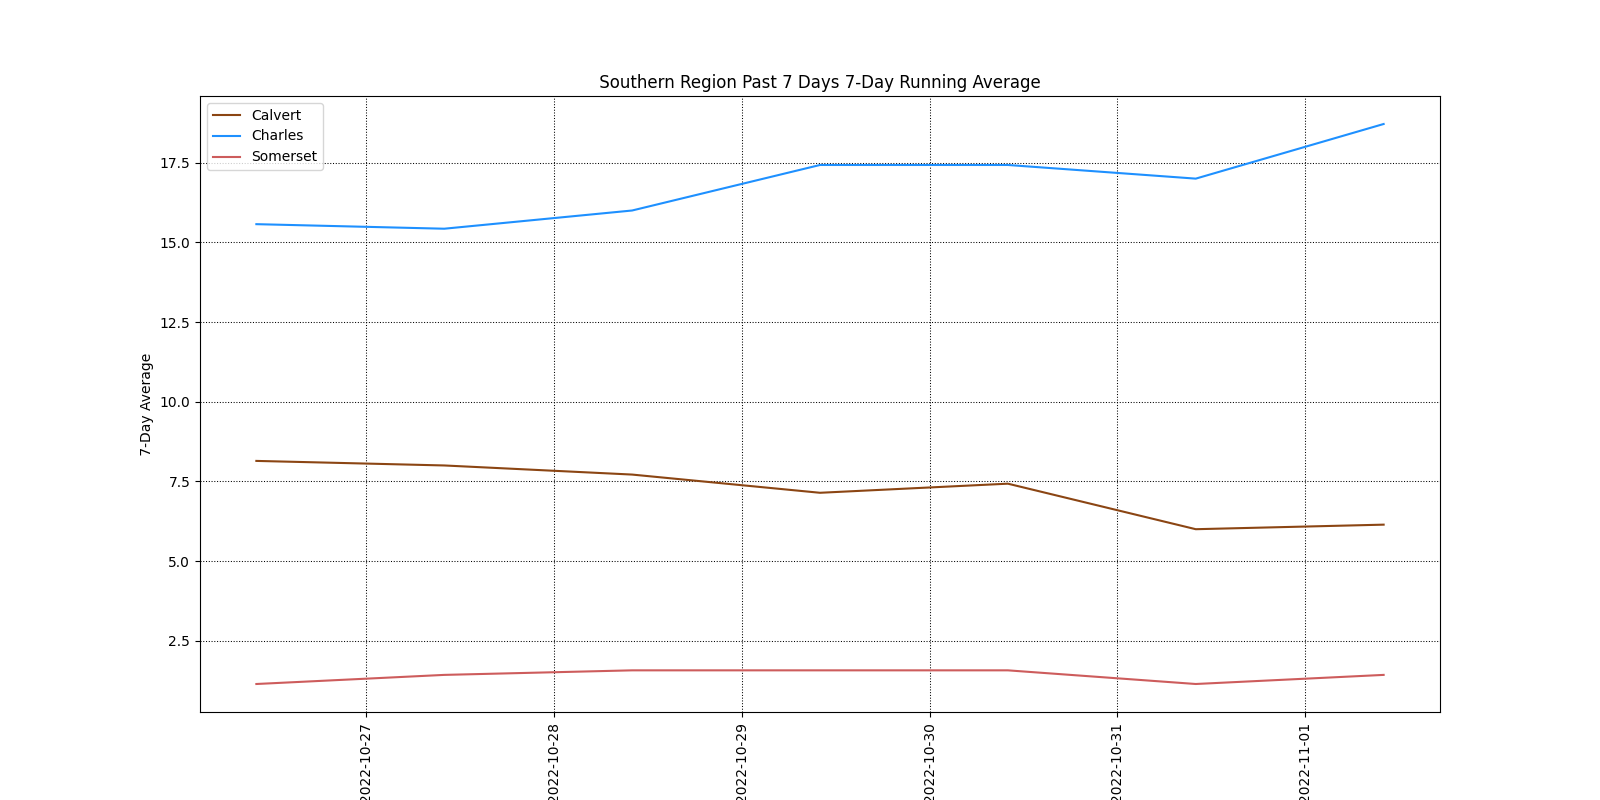 Southern Region Past 7 Days 7-Day Running Average
Calvert
Charles
Somerset
7-Day Average
17.5
15.0
12.5
10.0
7.5
5.0
2.5
2022-10-27
2022-10-28
2022-10-29
2022-10-30
2022-10-31
2022-11-01